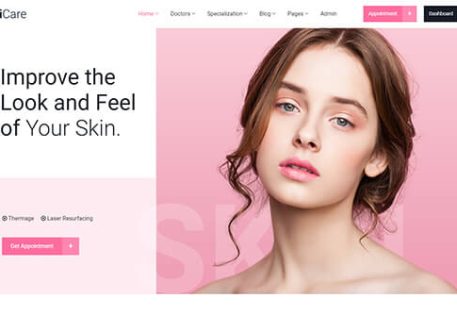 iCare
Home Doctors Specialization Blog Pages Admin
Appointment +
Dashboard
Improve the
Look and Feel
of Your Skin.
Thermage Laser Resurfacing
Get Appointment +
SKIN